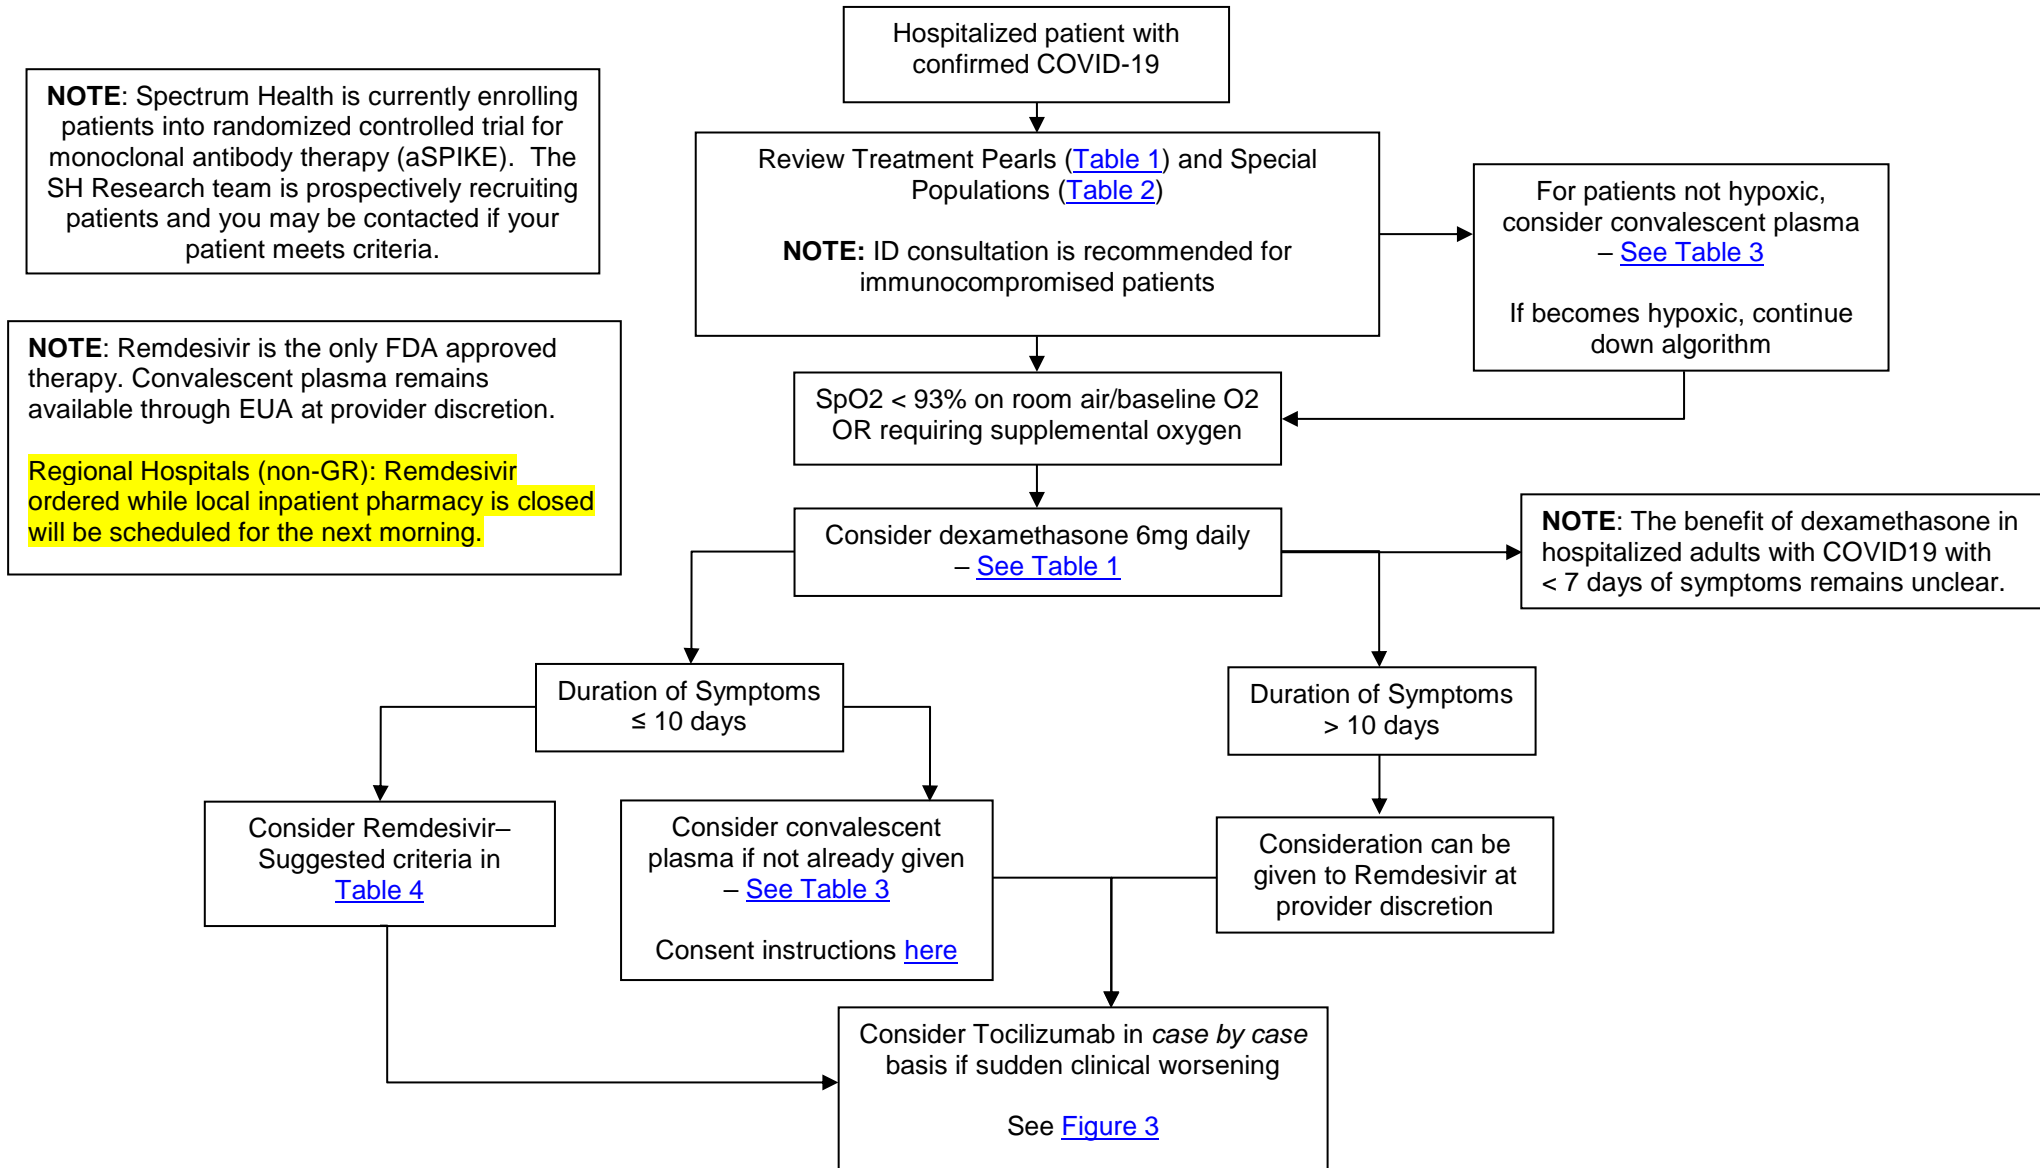 Hospitalized patient with
confirmed COVID-19
NOTE: Spectrum Health is currently enrolling
patients into randomized controlled trial for
monoclonal antibody therapy (aSPIKE). The
SH Research team is prospectively recruiting
patients and you may be contacted if your
patient meets criteria.
Review Treatment Pearls (Table 1) and Special
Populations (Table 2)
NOTE: ID consultation is recommended for
immunocompromised patients
For patients not hypoxic,
consider convalescent plasma
– See Table 3
If becomes hypoxic, continue
down algorithm
NOTE: Remdesivir is the only FDA approved
therapy. Convalescent plasma remains
available through EUA at provider discretion.
Regional Hospitals (non-GR): Remdesivir
ordered while local inpatient pharmacy is closed
will be scheduled for the next morning.
SpO2 < 93% on room air/baseline O2
OR requiring supplemental oxygen
Consider dexamethasone 6mg daily
– See Table 1
NOTE: The benefit of dexamethasone in
hospitalized adults with COVID19 with
< 7 days of symptoms remains unclear.
Duration of Symptoms
≤ 10 days
Duration of Symptoms
> 10 days
Consider Remdesivir–
Suggested criteria in
Table 4
Consider convalescent
plasma if not already given
– See Table 3
Consent instructions here
Consideration can be
given to Remdesivir at
provider discretion
Consider Tocilizumab in case by case
basis if sudden clinical worsening
See Figure 3